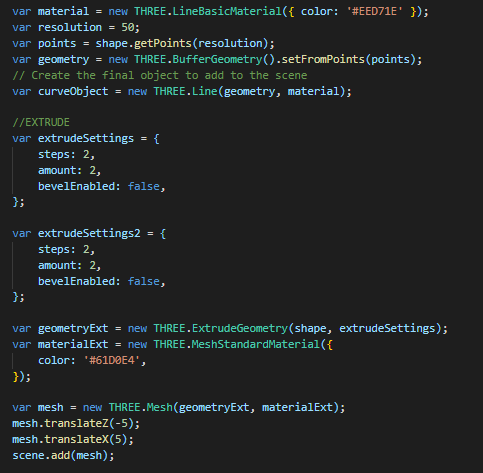 var material = new THREE.LineBasicMaterial({ color: '#EED71E' });
var resolution = 50;
var points = shape.getPoints(resolution);
var geometry = new THREE.BufferGeometry().setFromPoints(points);
// Create the final object to add to the scene
var curveObject = new THREE.Line(geometry, material);
//EXTRUDE
var extrudeSettings = {
steps: 2,
amount: 2,
bevelEnabled: false,
};
var extrudeSettings2 = {
steps: 2,
amount: 2,
bevelEnabled: false,
};
var geometryExt = new THREE.ExtrudeGeometry(shape, extrudeSettings);
var materialExt = new THREE.MeshStandardMaterial({
color: '#61D0E4',
});
var mesh = new THREE.Mesh(geometryExt, materialExt);
mesh.translateZ(-5);
mesh.translateX(5);
scene.add(mesh);